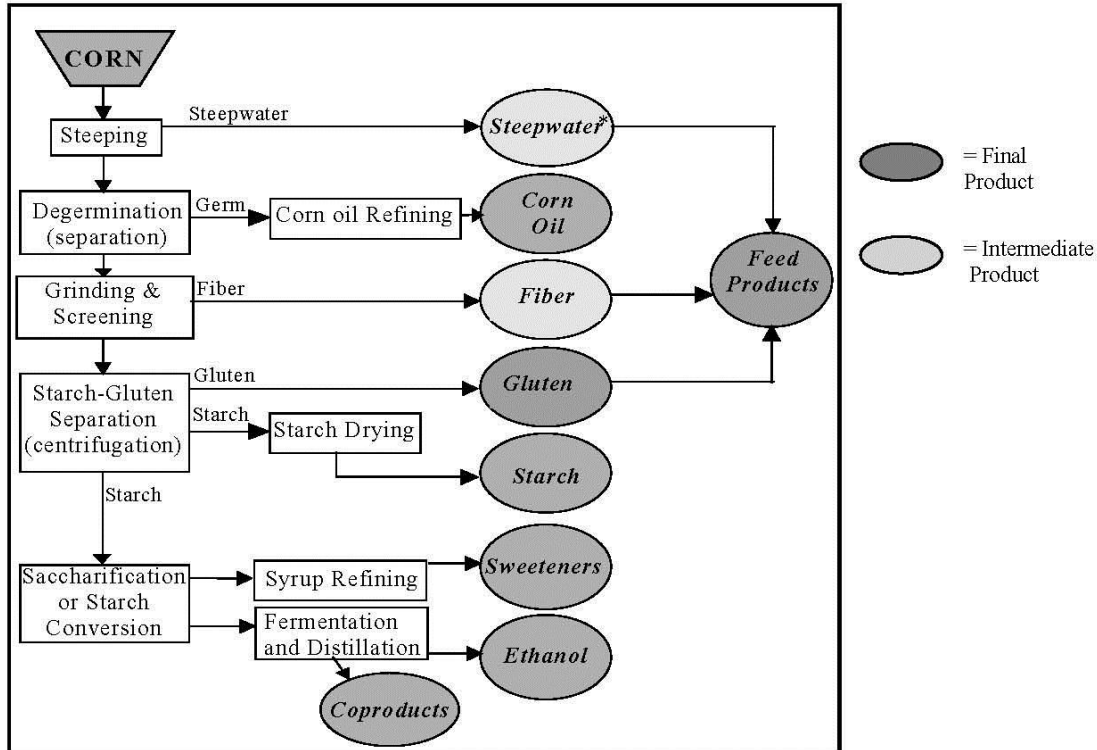 CORN
Steeping
Steepwater
Steepwater*
Degermination
(separation)
Germ
Corn oil Refining
Corn
Oil
Grinding &
Screening
Fiber
Fiber
Feed
Products
Starch-Gluten
Separation
(centrifugation)
Gluten
Gluten
Starch
Starch Drying
Starch
Starch
Saccharification
or Starch
Conversion
Syrup Refining
Sweeteners
Fermentation
and Distillation
Ethanol
Coproducts
= Final
Product
= Intermediate
Product